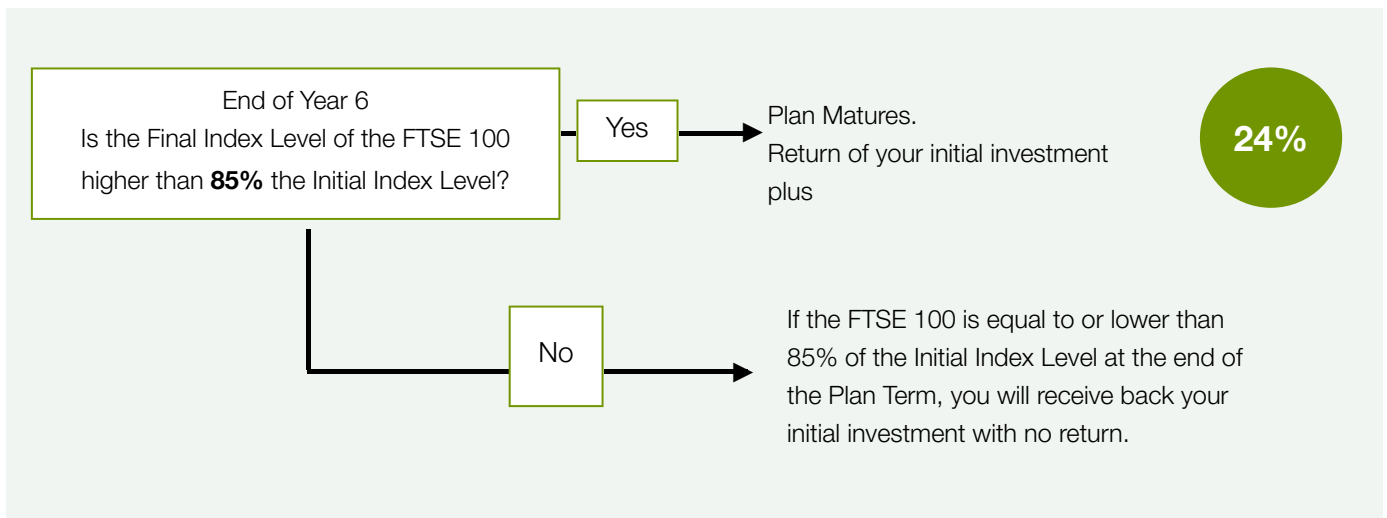 End of Year 6
Is the Final Index Level of the FTSE 100
higher than 85% the Initial Index Level?
Yes
Plan Matures.
Return of your initial investment
plus
24%
No
If the FTSE 100 is equal to or lower than
85% of the Initial Index Level at the end of
the Plan Term, you will receive back your
initial investment with no return.